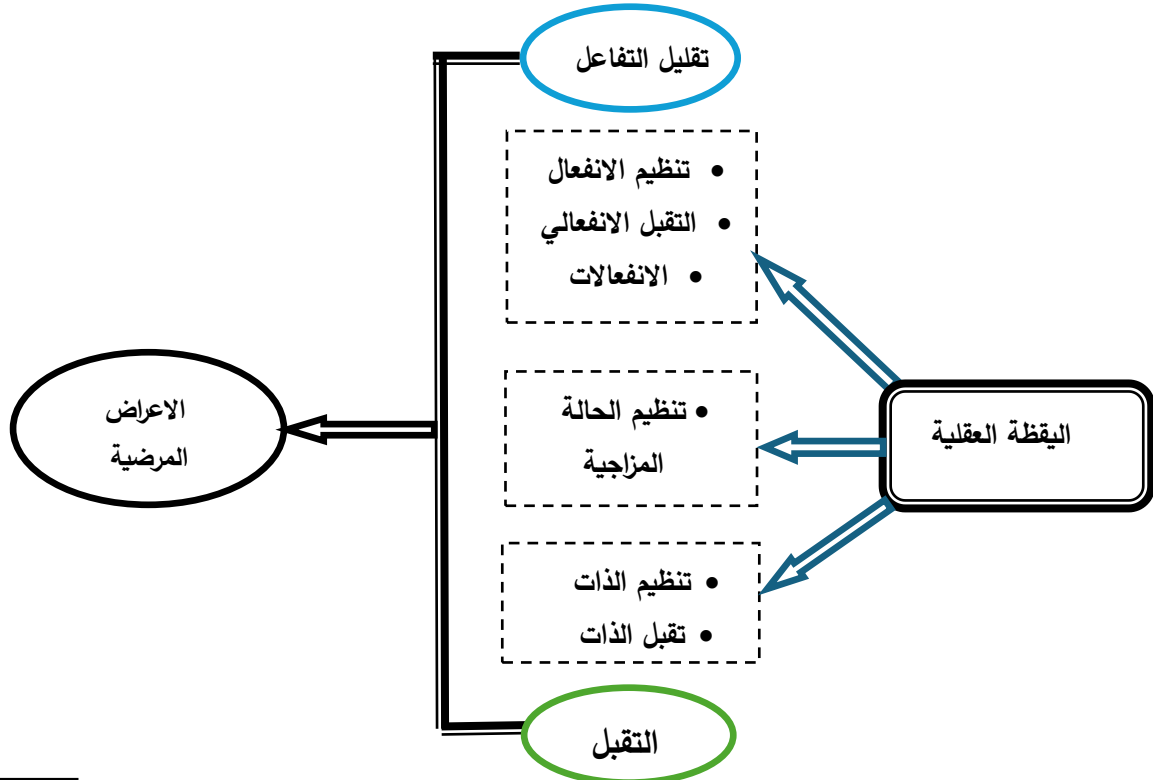 تقليل التفاعل
• تنظيم الانفعال
• التقبل الانفعالي
• الانفعالات
اليقظة العقلية
• تنظيم الحالة
المزاجية
الاعراض
المرضية
• تنظيم الذات
• تقبل الذات
التقبل